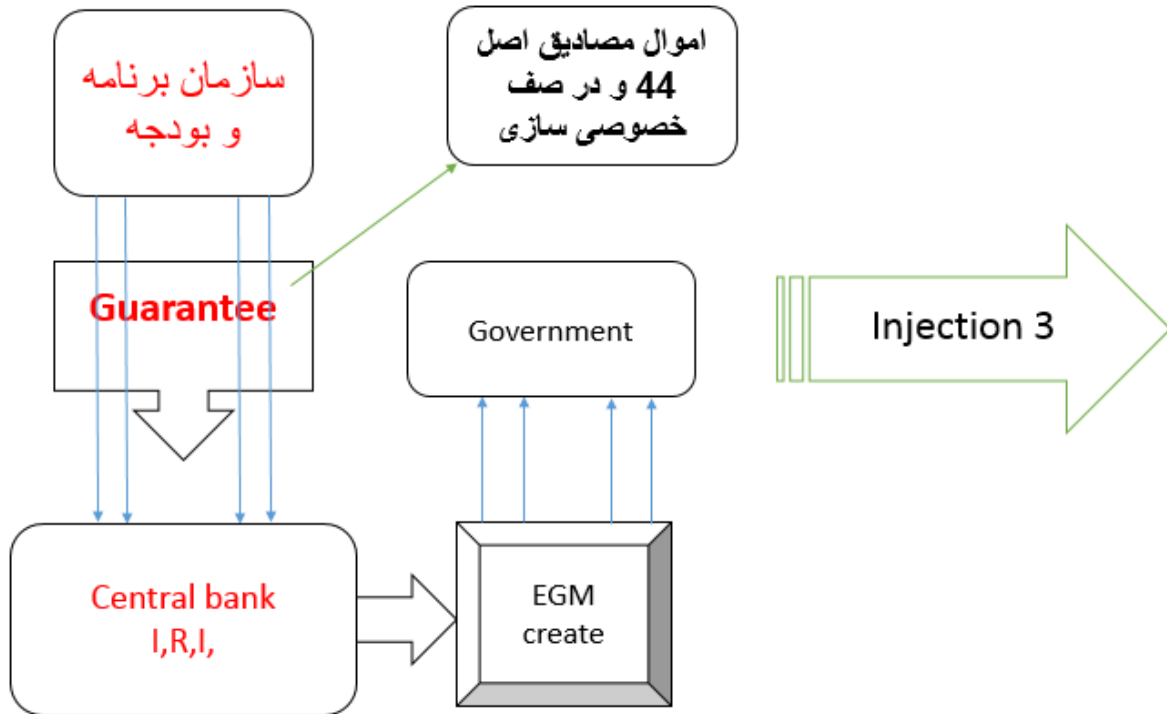 سازمان برنامه
و بودجه
اموال مصادیق اصل
44 و در صف
خصوصی سازی
Guarantee
Government
Injection 3
Central bank
I,R,I,
EGM
create